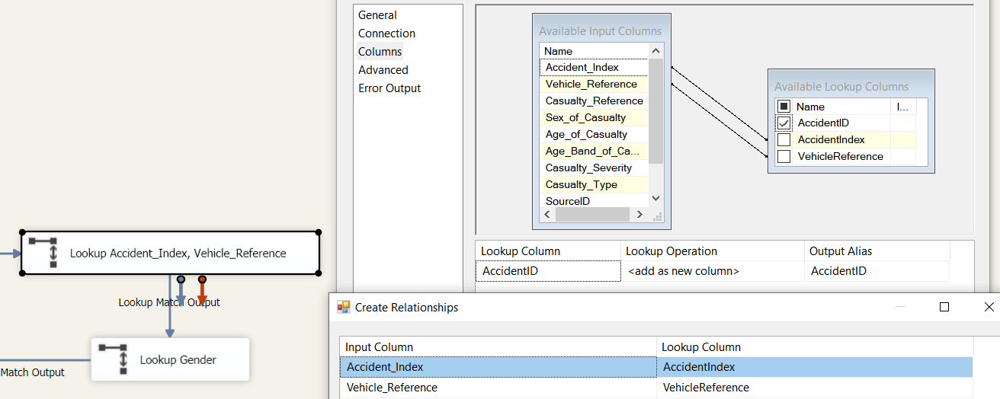 General
Connection
Columns
Advanced
Error Output
Available Input Columns
Name
Accident_Index
Vehicle_Reference
Casualty_Reference
Sex_of_Casualty
Age_of_Casualty
Age_Band_of_Ca...
Casualty_Severity
Casualty_Type
SourceID
Available Lookup Columns
Name I...
AccidentID
AccidentIndex
VehicleReference
Lookup Column Lookup Operation Output Alias
AccidentID <add as new column> AccidentID
Lookup Accident_Index, Vehicle_Reference
Lookup Match Output
Lookup Gender
Match Output
Create Relationships
Input Column Lookup Column
Accident_Index AccidentIndex
Vehicle_Reference VehicleReference